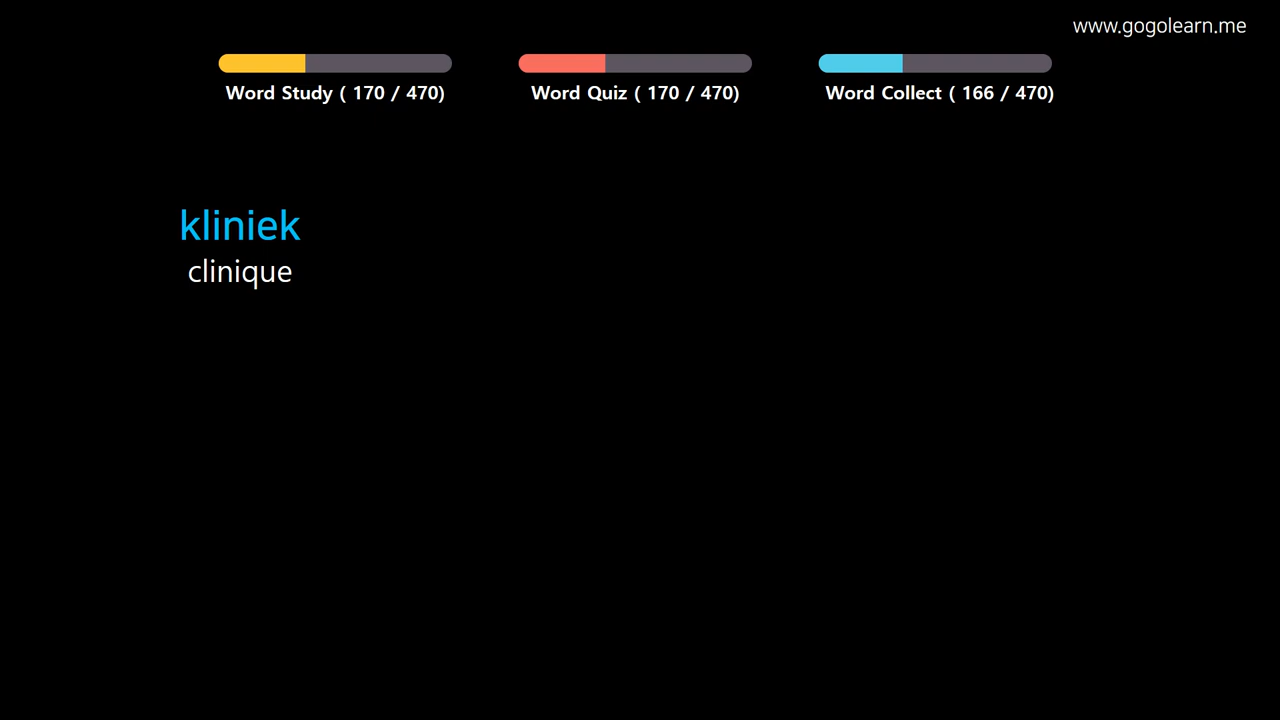 www.gogolearn.me
Word Study ( 170 / 470)
Word Quiz ( 170 / 470)
Word Collect ( 166 / 470)
kliniek
clinique